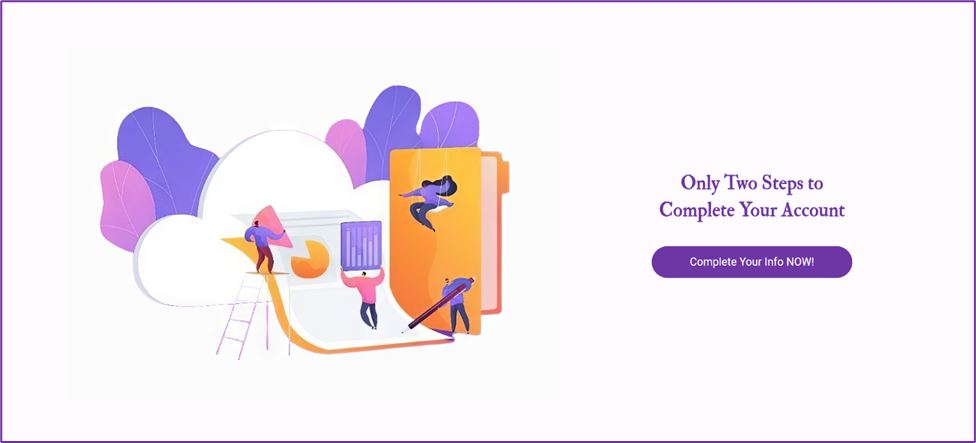 Only Two Steps to
Complete Your Account
Complete Your Info NOW!